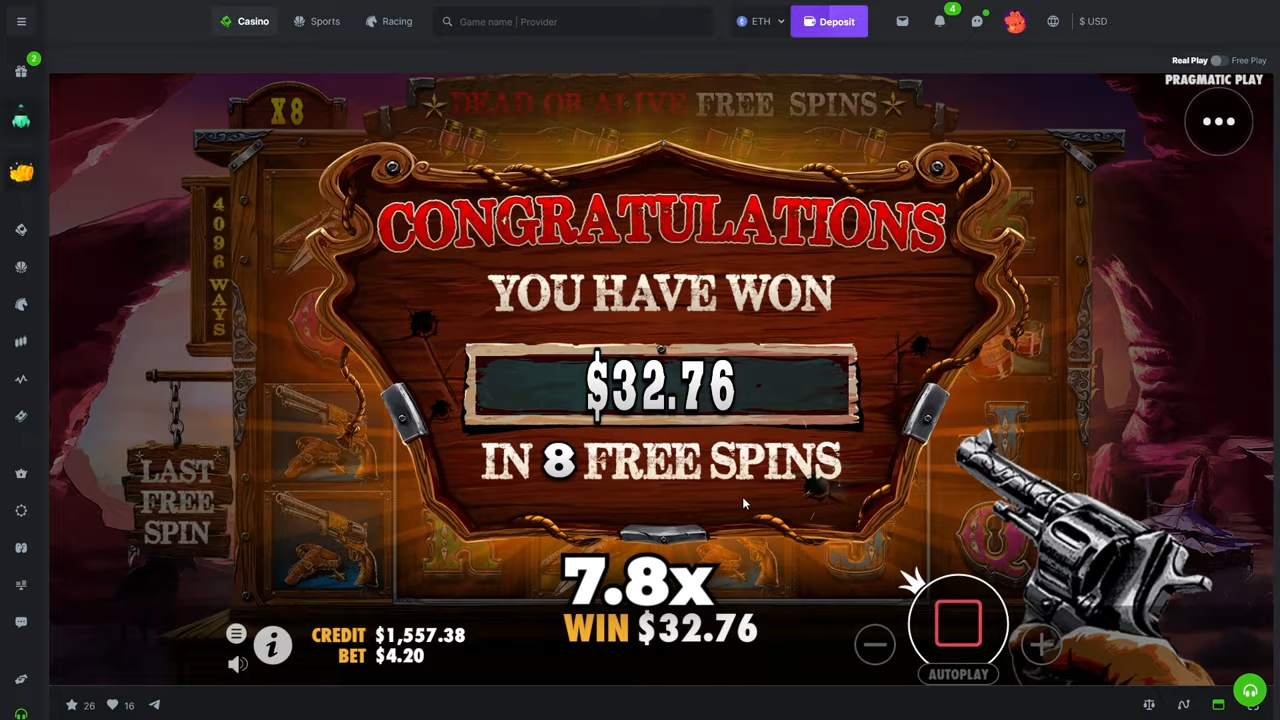 Casino
Sports
Racing
Game name | Provider
ETH
Deposit
4
$ USD
2
Real Play
Free Play
PRAGMATIC PLAY
X8
DEAD OR ALIVE FREE SPINS
4096 WAYS
CONGRATULATIONS
YOU HAVE WON
$32.76
IN 8 FREE SPINS
LAST
FREE
SPIN
Q
7.8x
WIN $32.76
CREDIT $1,557.38
BET $4.20
AUTOPLAY
26
16